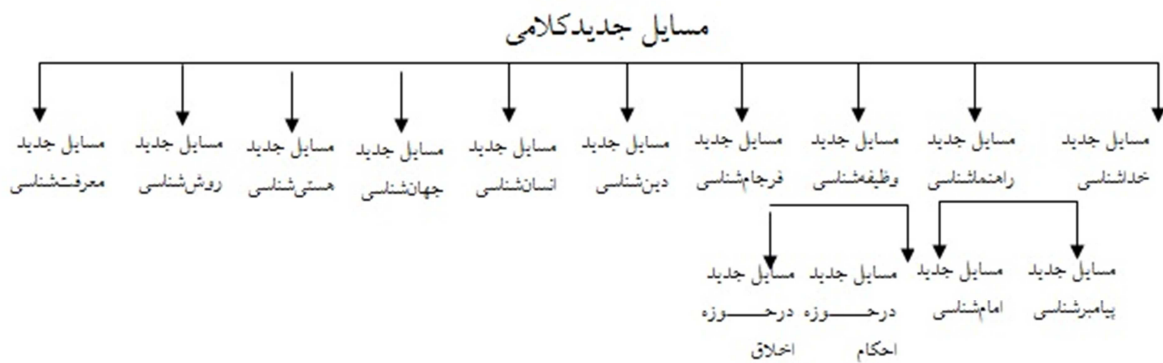 مسایل جدیدکلامی
مسایل جدید
خداشناسی
مسایل جدید
راهنماشناسی
مسایل جدید
وظیفه‌شناسی
مسایل جدید
فرجام‌شناسی
مسایل جدید
دین‌شناسی
مسایل جدید
انسان‌شناسی
مسایل جدید
جهان‌شناسی
مسایل جدید
هستی‌شناسی
مسایل جدید
روش‌شناسی
مسایل جدید
معرفت‌شناسی
مسایل جدید
پیامبرشناسی
مسایل جدید
امام‌شناسی
مسایل جدید
درحـــــوزه
احکام
مسایل جدید
درحـــــوزه
اخلاق